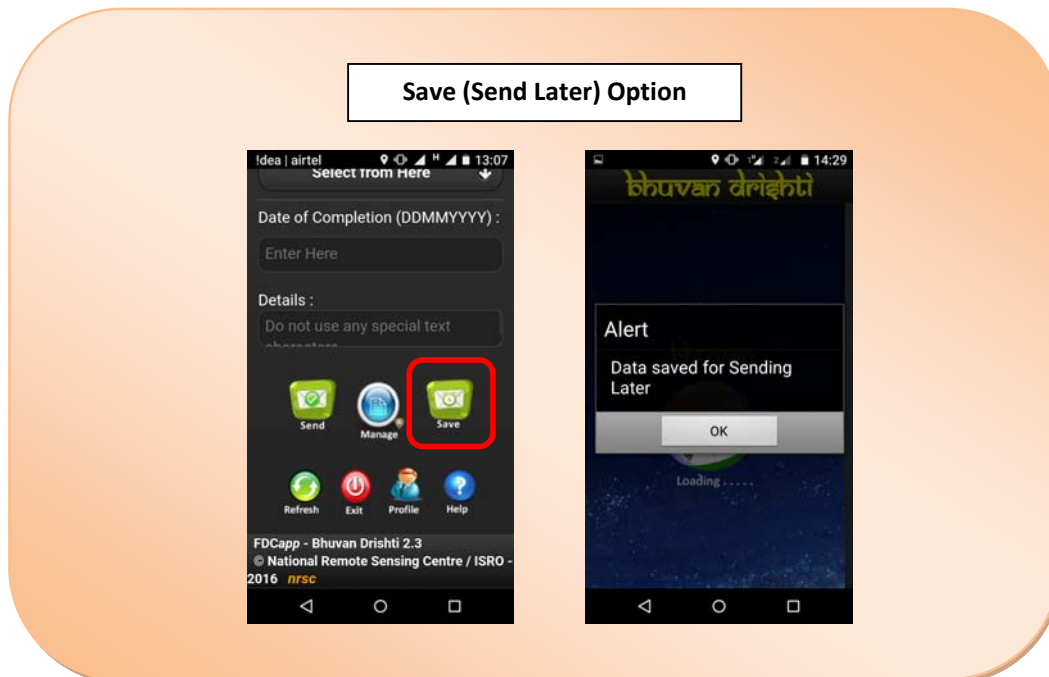 Save (Send Later) Option
!dea | airtel H 13:07
Select from Here
Date of Completion (DDMMYYYY) :
Enter Here
Details :
Do not use any special text
characters
Send
Manage
Save
Refresh
Exit
Profile
Help
FDCapp - Bhuvan Drishti 2.3
© National Remote Sensing Centre / ISRO -
2016 nrsc
14:29
bhuvan drishti
Alert
Data saved for Sending
Later
OK
Loading .....